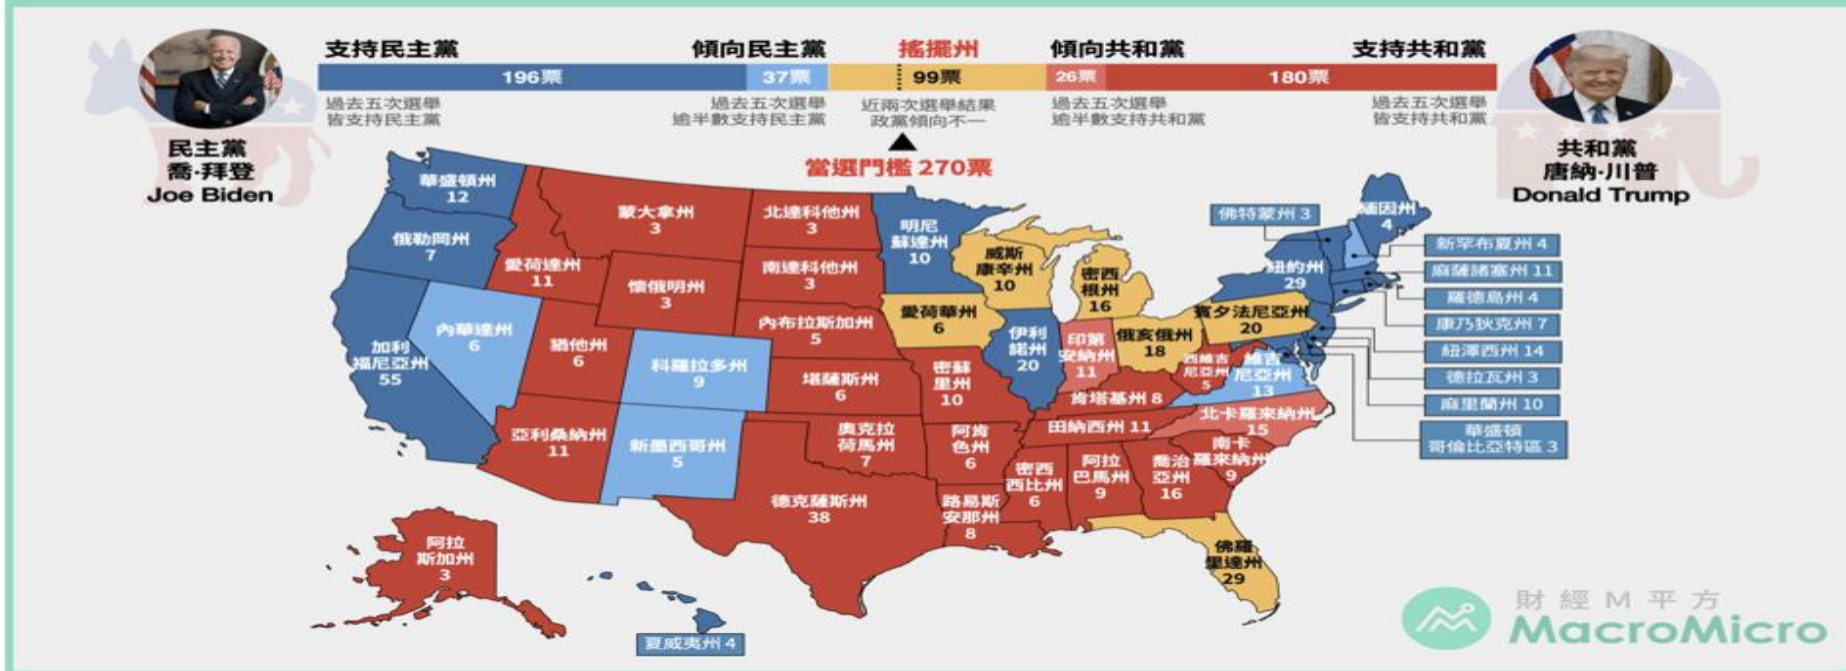 支持民主黨
傾向民主黨
搖擺州
傾向共和黨
支持共和黨
196票
37票
99票
26票
180票
過去五次選舉
皆支持民主黨
過去五次選舉
逾半數支持民主黨
近兩次選舉結果
政黨傾向不一
過去五次選舉
逾半數支持共和黨
過去五次選舉
皆支持共和黨
民主黨
喬·拜登
Joe Biden
當選門檻 270票
共和黨
唐納·川普
Donald Trump
華盛頓州
12
俄勒岡州
7
愛荷達州
11
蒙大拿州
3
懷俄明州
3
北達科他州
3
南達科他州
3
內布拉斯加州
5
明尼
蘇達州
10
威斯
康辛州
10
密西
根州
16
愛荷華州
6
加利
福尼亞州
55
內華達州
6
猶他州
6
科羅拉多州
9
堪薩斯州
6
密蘇
里州
10
伊利
諾州
20
印第
安納州
11
俄亥俄州
18
賓夕法尼亞州
20
紐約州
29
緬因州
4
佛特蒙州 3
新罕布夏州 4
麻薩諸塞州 11
羅德島州 4
康乃狄克州 7
紐澤西州 14
德拉瓦州 3
麻里蘭州 10
華盛頓
哥倫比亞特區 3
西維吉
尼亞州
5
維吉
尼亞州
13
肯塔基州 8
北卡羅來納州
15
田納西州 11
南卡
羅來納州
9
亞利桑納州
11
新墨西哥州
5
奧克拉
荷馬州
7
阿肯
色州
6
密西
西比州
6
阿拉
巴馬州
9
喬治
亞州
16
德克薩斯州
38
路易斯
安那州
8
佛羅
里達州
29
阿拉
斯加州
3
夏威夷州 4
財經M平方
MacroMicro